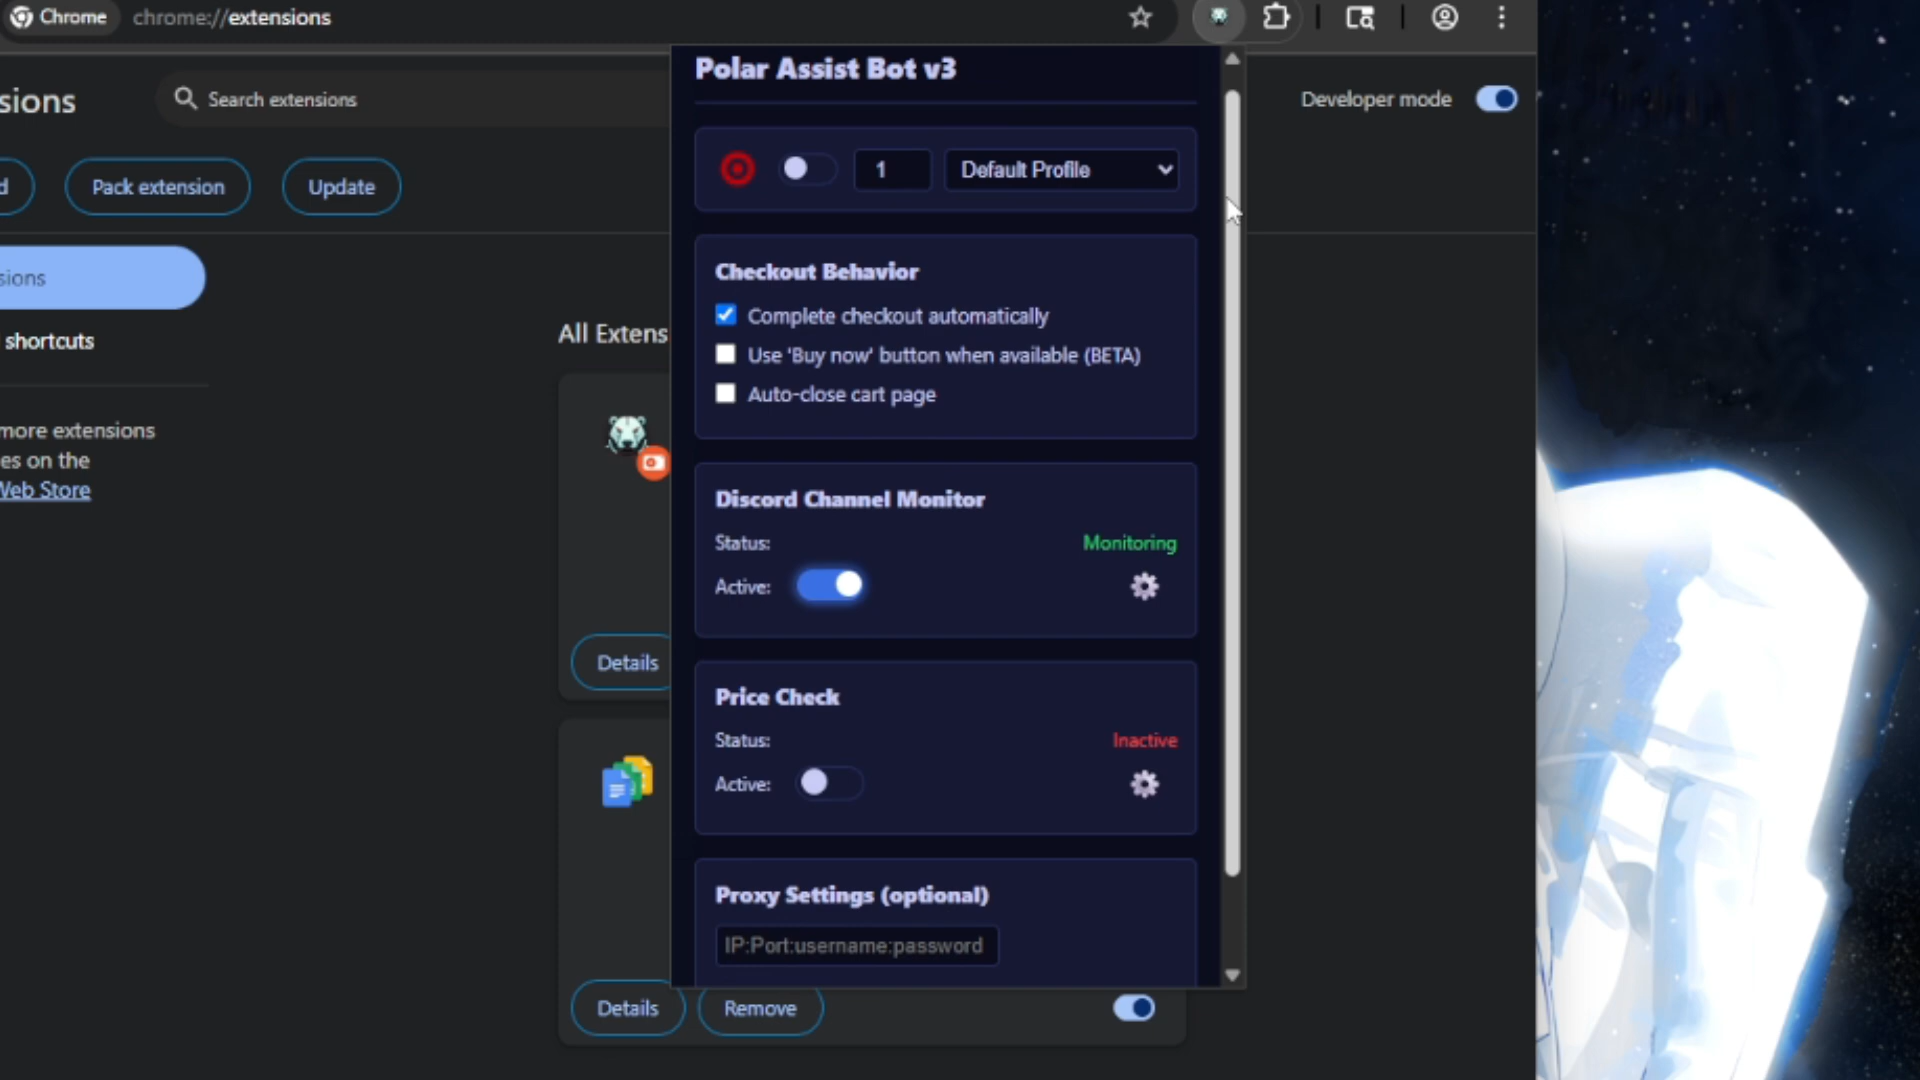 Chrome
chrome://extensions
sions
Search extensions
Developer mode
d
Pack extension
Update
sions
shortcuts
more extensions
es on the
Web Store
All Extens
Details
Details
Remove
Polar Assist Bot v3
1
Default Profile
Checkout Behavior
Complete checkout automatically
Use 'Buy now' button when available (BETA)
Auto-close cart page
Discord Channel Monitor
Status:
Monitoring
Active:
Price Check
Status:
Inactive
Active:
Proxy Settings (optional)
IP:Port:username:password